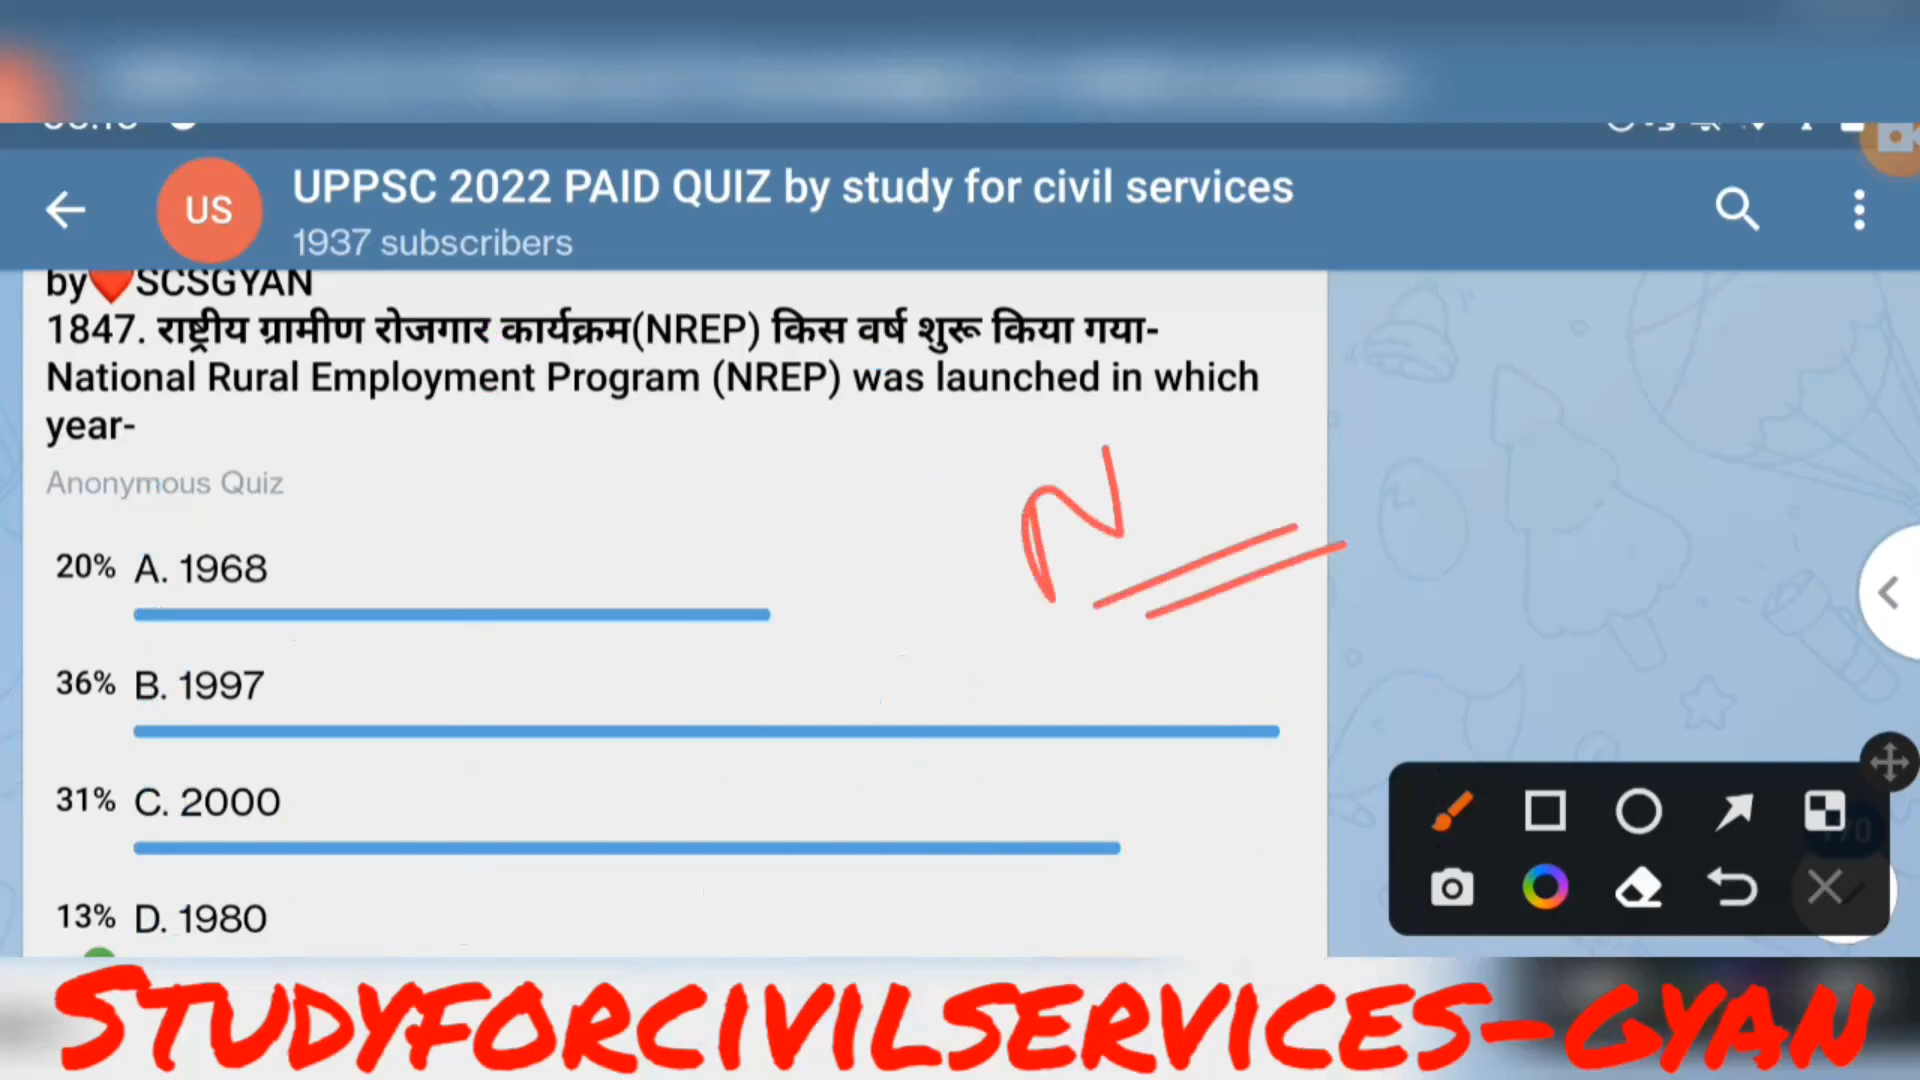 UPPSC 2022 PAID QUIZ by study for civil services
US
1937 subscribers
by❤️SCSGYAN
1847. राष्ट्रीय ग्रामीण रोजगार कार्यक्रम(NREP) किस वर्ष शुरू किया गया-
National Rural Employment Program (NREP) was launched in which
year-
Anonymous Quiz
N
20% A. 1968
36% B. 1997
31% C. 2000
13% D. 1980
STUDYFORCIVILSERVICES-GYAN